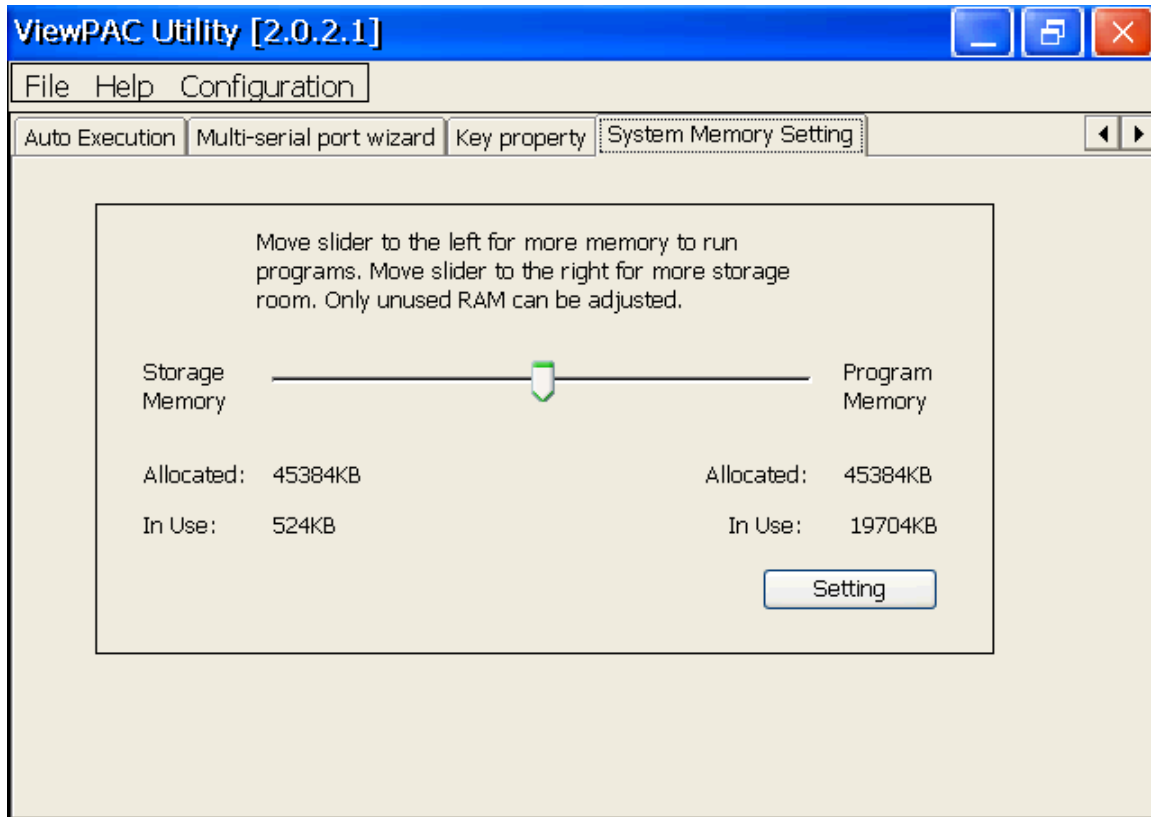 ViewPAC Utility [2.0.2.1]
File Help Configuration
Auto Execution Multi-serial port wizard Key property System Memory Setting
Move slider to the left for more memory to run
programs. Move slider to the right for more storage
room. Only unused RAM can be adjusted.
Storage
Memory
Program
Memory
Allocated: 45384KB
Allocated: 45384KB
In Use: 524KB
In Use: 19704KB
Setting